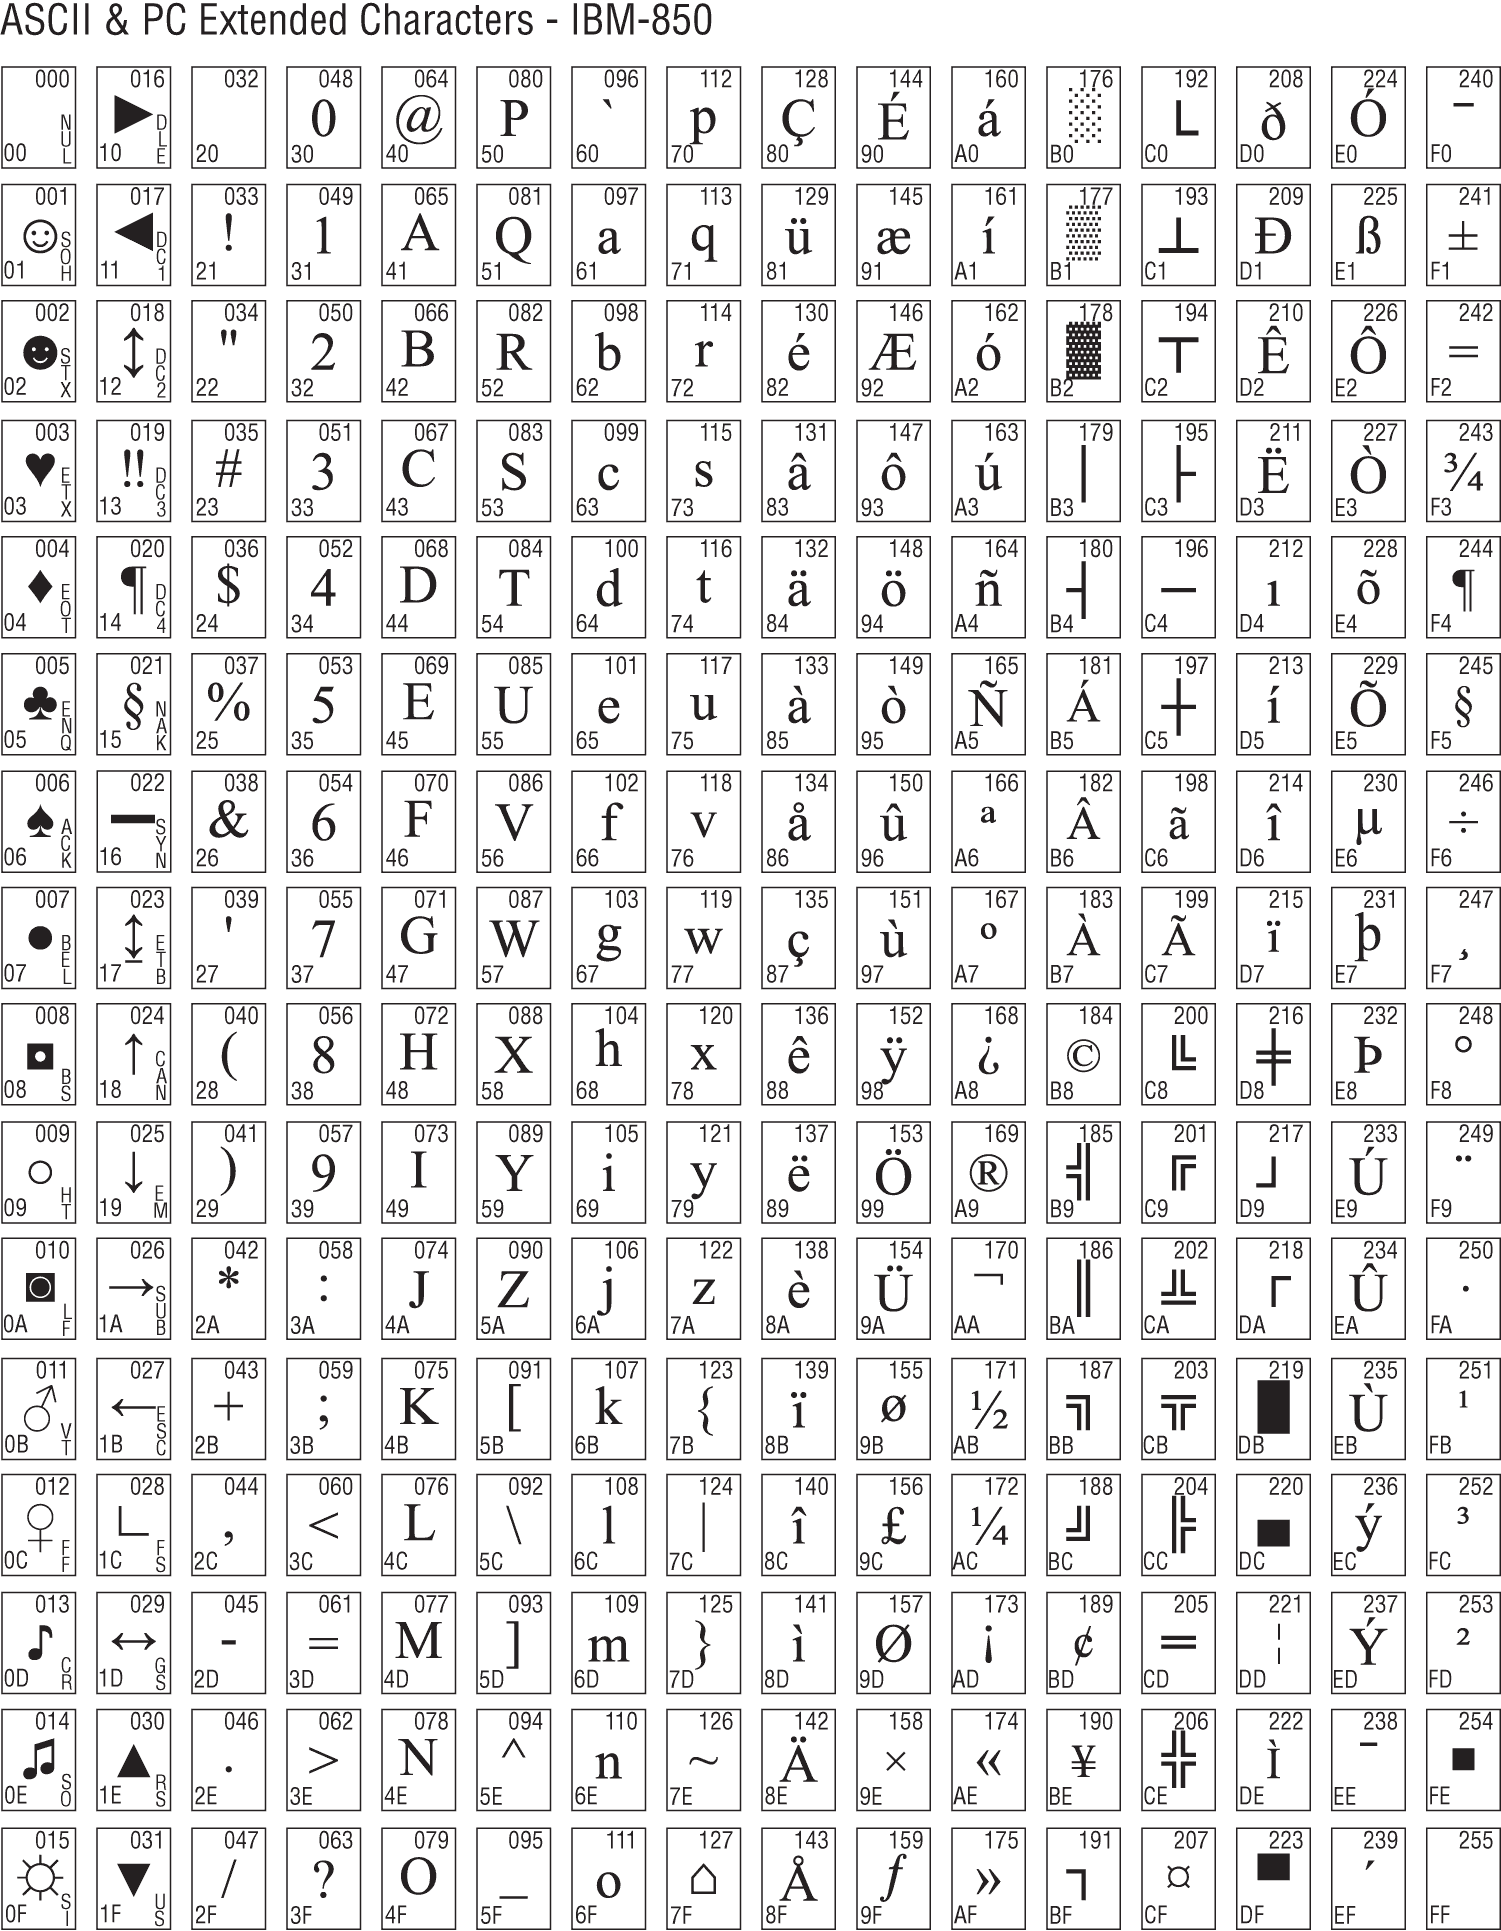 ASCII & PC Extended Characters - IBM-850
000 016 032 048 064 080 096 112 128 144 160 176 192 208 224 240
NUL ► DLE 0 @ P ` p Ç É á ░ └ ð Ó ¯
00 10 20 30 40 50 60 70 80 90 A0 B0 C0 D0 E0 F0
001 017 033 049 065 081 097 113 129 145 161 177 193 209 225 241
☺ SOH ◄ DC1 ! 1 A Q a q ü æ í ▒ ┴ Ð ß ±
01 11 21 31 41 51 61 71 81 91 A1 B1 C1 D1 E1 F1
002 018 034 050 066 082 098 114 130 146 162 178 194 210 226 242
☻ STX ↕ DC2 " 2 B R b r é Æ ó ▓ ┬ Ê Ô =
02 12 22 32 42 52 62 72 82 92 A2 B2 C2 D2 E2 F2
003 019 035 051 067 083 099 115 131 147 163 179 195 211 227 243
♥ ETX ‼ DC3 # 3 C S c s â ô ú │ ├ Ë Ò ¾
03 13 23 33 43 53 63 73 83 93 A3 B3 C3 D3 E3 F3
004 020 036 052 068 084 100 116 132 148 164 180 196 212 228 244
♦ EOT ¶ DC4 $ 4 D T d t ä ö ñ ┤ ─ ı õ ¶
04 14 24 34 44 54 64 74 84 94 A4 B4 C4 D4 E4 F4
005 021 037 053 069 085 101 117 133 149 165 181 197 213 229 245
♣ ENQ § NAK % 5 E U e u à ò Ñ Á ┼ í Õ §
05 15 25 35 45 55 65 75 85 95 A5 B5 C5 D5 E5 F5
006 022 038 054 070 086 102 118 134 150 166 182 198 214 230 246
♠ ACK ▬ SYN & 6 F V f v å û ª Â ã î µ ÷
06 16 26 36 46 56 66 76 86 96 A6 B6 C6 D6 E6 F6
007 023 039 055 071 087 103 119 135 151 167 183 199 215 231 247
● BEL ↨ ETB ' 7 G W g w ç ù º À Ã ï þ ¸
07 17 27 37 47 57 67 77 87 97 A7 B7 C7 D7 E7 F7
008 024 040 056 072 088 104 120 136 152 168 184 200 216 232 248
◘ BS ↑ CAN ( 8 H X h x ê ÿ ¿ © ╚ ╪ Þ °
08 18 28 38 48 58 68 78 88 98 A8 B8 C8 D8 E8 F8
009 025 041 057 073 089 105 121 137 153 169 185 201 217 233 249
○ HT ↓ EM ) 9 I Y i y ë Ö ® ╣ ╔ ┘ Ú ¨
09 19 29 39 49 59 69 79 89 99 A9 B9 C9 D9 E9 F9
010 026 042 058 074 090 106 122 138 154 170 186 202 218 234 250
◙ LF → SUB * : J Z j z è Ü ¬ ║ ╩ ┌ Û ·
0A 1A 2A 3A 4A 5A 6A 7A 8A 9A AA BA CA DA EA FA
011 027 043 059 075 091 107 123 139 155 171 187 203 219 235 251
♂ VT ← ESC + ; K [ k { ï ø ½ ╗ ╦ █ Ù ¹
0B 1B 2B 3B 4B 5B 6B 7B 8B 9B AB BB CB DB EB FB
012 028 044 060 076 092 108 124 140 156 172 188 204 220 236 252
♀ FF ∟ FS , < L \ l | î £ ¼ ╝ ╠ ▄ ý ³
0C 1C 2C 3C 4C 5C 6C 7C 8C 9C AC BC CC DC EC FC
013 029 045 061 077 093 109 125 141 157 173 189 205 221 237 253
♪ CR ↔ GS - = M ] m } ì Ø ¡ ¢ ═ ¦ Ý ²
0D 1D 2D 3D 4D 5D 6D 7D 8D 9D AD BD CD DD ED FD
014 030 046 062 078 094 110 126 142 158 174 190 206 222 238 254
♫ SO ▲ RS . > N ^ n ~ Ä × « ¥ ╬ Ì ¯ ■
0E 1E 2E 3E 4E 5E 6E 7E 8E 9E AE BE CE DE EE FE
015 031 047 063 079 095 111 127 143 159 175 191 207 223 239 255
☼ SI ▼ US / ? O _ o ⌂ Å ƒ » ┐ ¤ ▀ ´
0F 1F 2F 3F 4F 5F 6F 7F 8F 9F AF BF CF DF EF FF